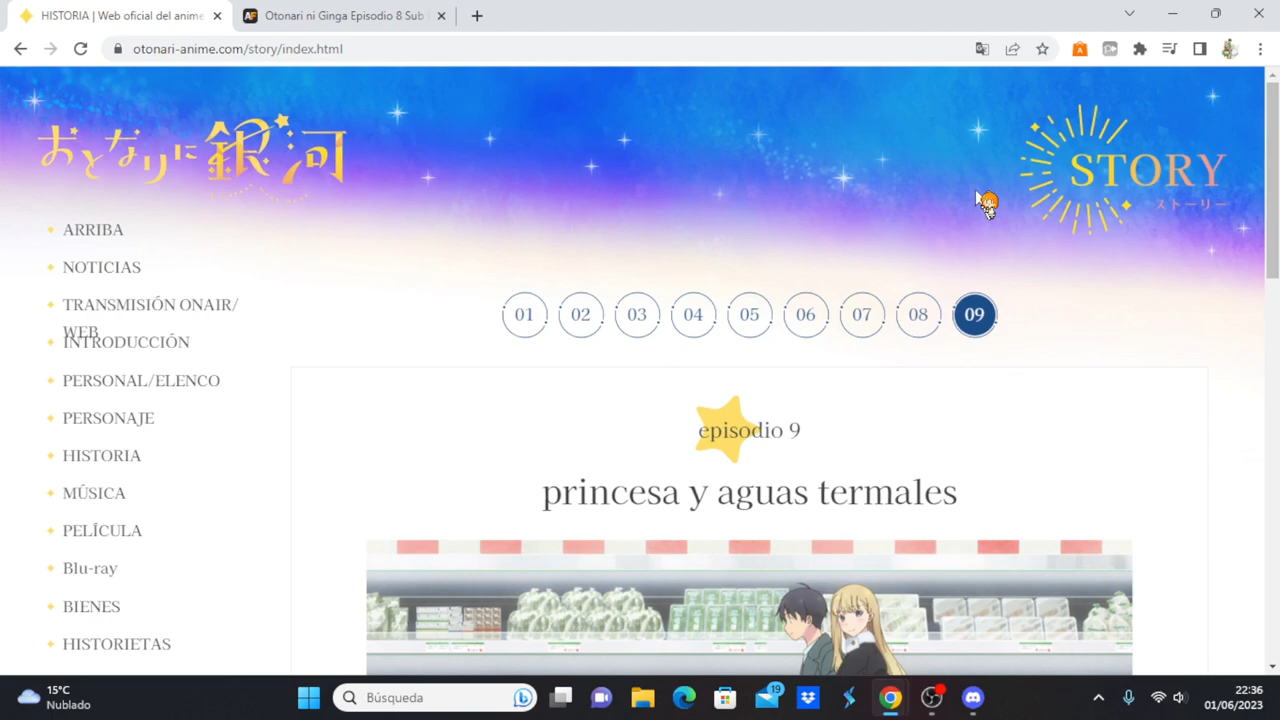 HISTORIA | Web oficial del anime
Otonari ni Ginga Episodio 8 Sub
otonari-anime.com/story/index.html
おとなりに銀河
STORY
ストーリー
ARRIBA
NOTICIAS
TRANSMISIÓN ONAIR/
WEB
INTRODUCCIÓN
PERSONAL/ELENCO
PERSONAJE
HISTORIA
MÚSICA
PELÍCULA
Blu-ray
BIENES
HISTORIETAS
01 02 03 04 05 06 07 08 09
episodio 9
princesa y aguas termales
15°C
Nublado
Búsqueda
19
22:36
01/06/2023